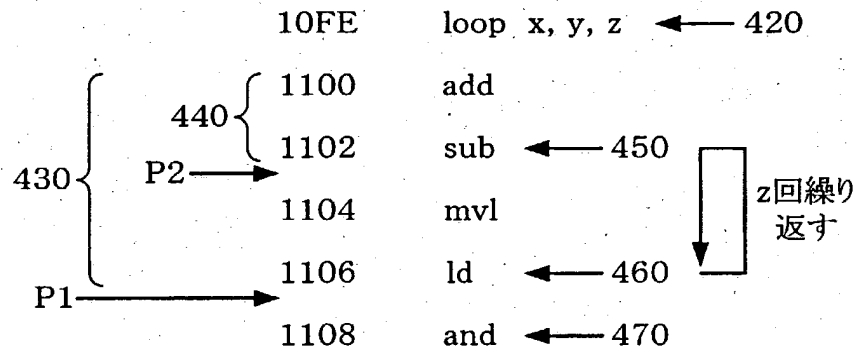 10FE loop x, y, z 420
1100 add
440
1102 sub 450
430 P2 z回繰り
1104 mvl 返す
1106 ld 460
P1
1108 and 470